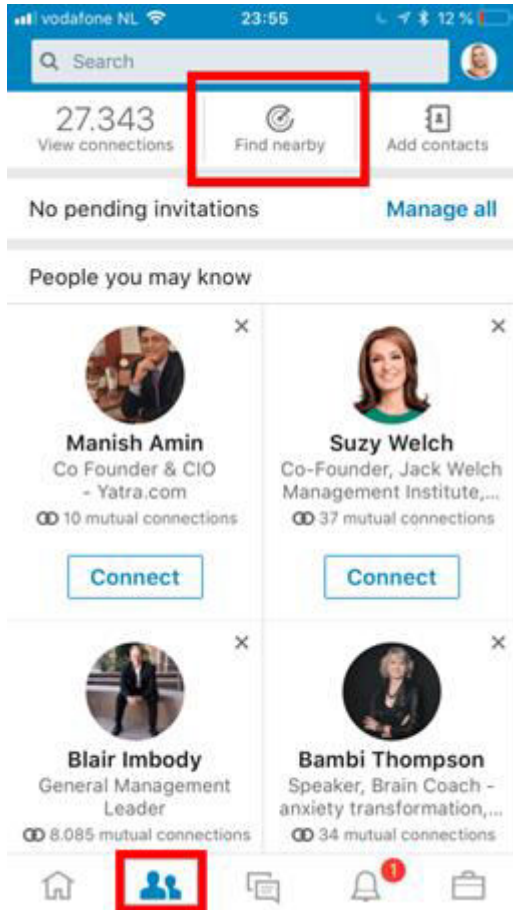 vodafone NL 23:55 12 %
Search
27.343
View connections
Find nearby
Add contacts
No pending invitations Manage all
People you may know
Manish Amin
Co Founder & CIO
- Yatra.com
10 mutual connections
Connect
Suzy Welch
Co-Founder, Jack Welch
Management Institute,...
37 mutual connections
Connect
Blair Imbody
General Management
Leader
8.085 mutual connections
Bambi Thompson
Speaker, Brain Coach -
anxiety transformation,...
34 mutual connections
1